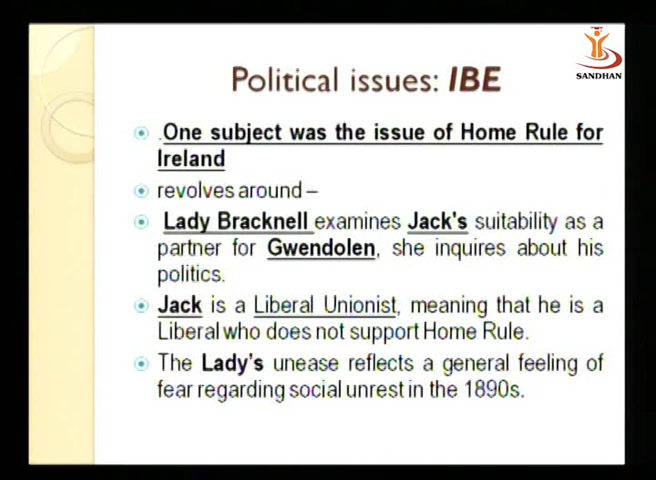 SANDHAN
Political issues: IBE
.One subject was the issue of Home Rule for
Ireland
revolves around –
Lady Bracknell examines Jack's suitability as a
partner for Gwendolen, she inquires about his
politics.
Jack is a Liberal Unionist, meaning that he is a
Liberal who does not support Home Rule.
The Lady's unease reflects a general feeling of
fear regarding social unrest in the 1890s.